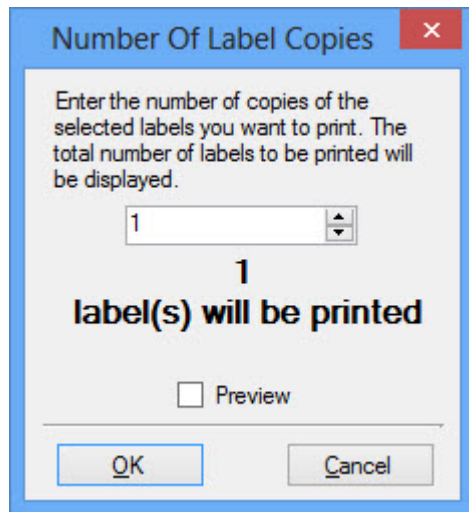 Number Of Label Copies
Enter the number of copies of the
selected labels you want to print. The
total number of labels to be printed will
be displayed.
1
1
label(s) will be printed
Preview
OK
Cancel